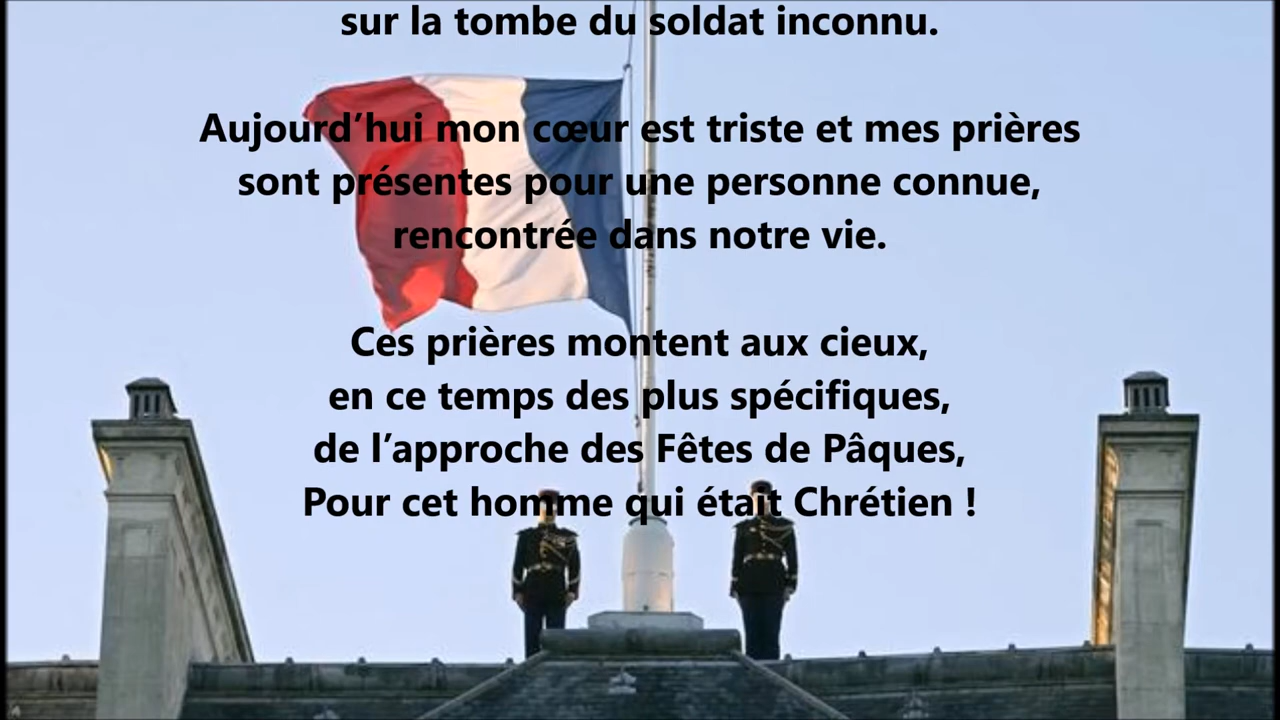 sur la tombe du soldat inconnu.
Aujourd’hui mon cœur est triste et mes prières
sont présentes pour une personne connue,
rencontrée dans notre vie.
Ces prières montent aux cieux,
en ce temps des plus spécifiques,
de l’approche des Fêtes de Pâques,
Pour cet homme qui était Chrétien !